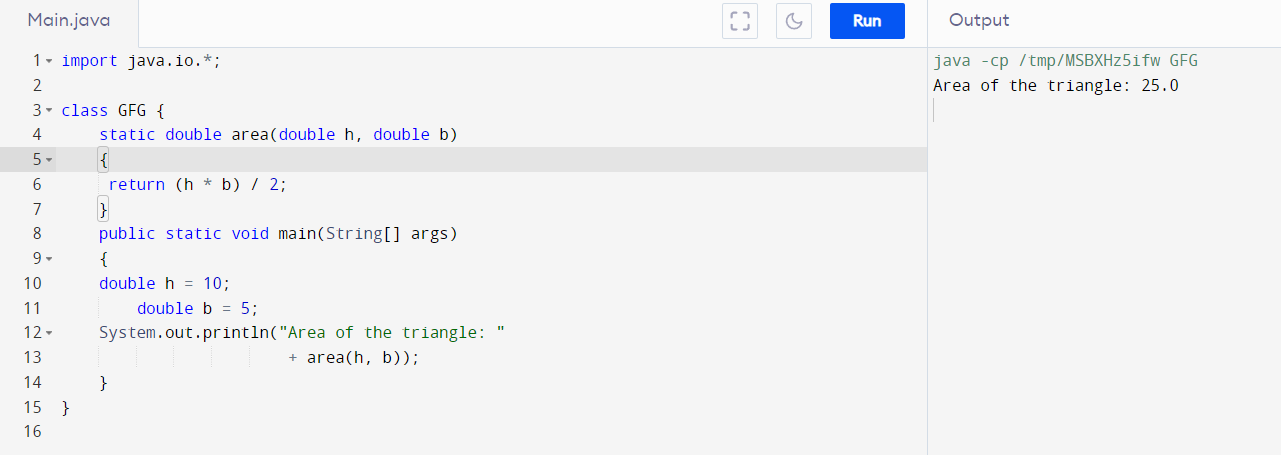 Main.java
Run
Output
1 import java.io.*;
2
3 class GFG {
4     static double area(double h, double b)
5     {
6      return (h * b) / 2;
7     }
8     public static void main(String[] args)
9     {
10     double h = 10;
11         double b = 5;
12     System.out.println("Area of the triangle: "
13                         + area(h, b));
14     }
15 }
16
java -cp /tmp/MSBXHz5ifw GFG
Area of the triangle: 25.0